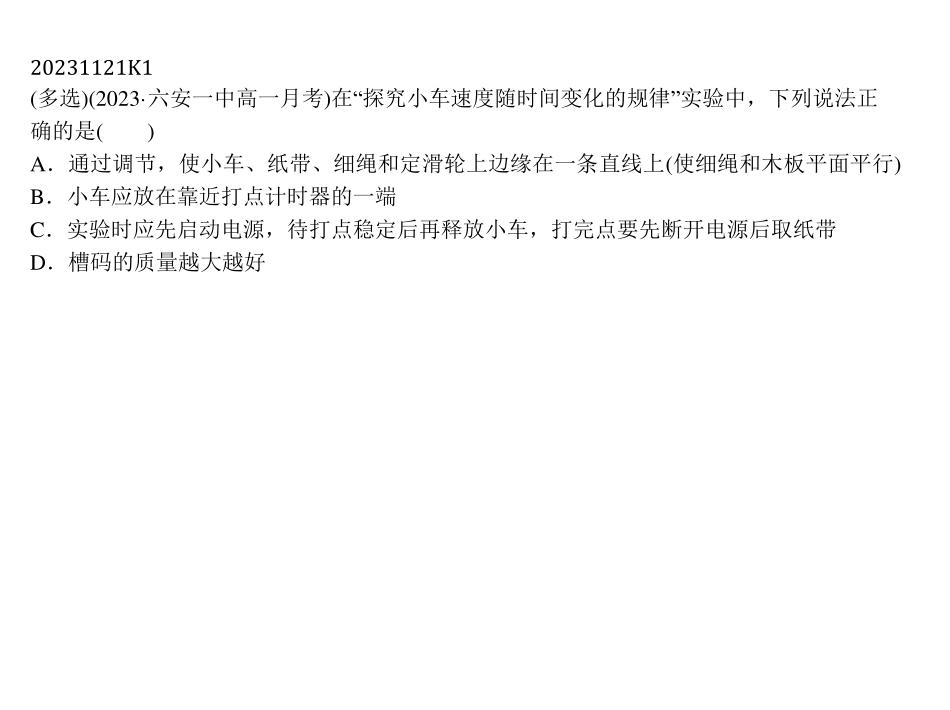 20231121K1
(多选)(2023·六安一中高一月考)在“探究小车速度随时间变化的规律”实验中，下列说法正
确的是(　　)
A．通过调节，使小车、纸带、细绳和定滑轮上边缘在一条直线上(使细绳和木板平面平行)
B．小车应放在靠近打点计时器的一端
C．实验时应先启动电源，待打点稳定后再释放小车，打完点要先断开电源后取纸带
D．槽码的质量越大越好